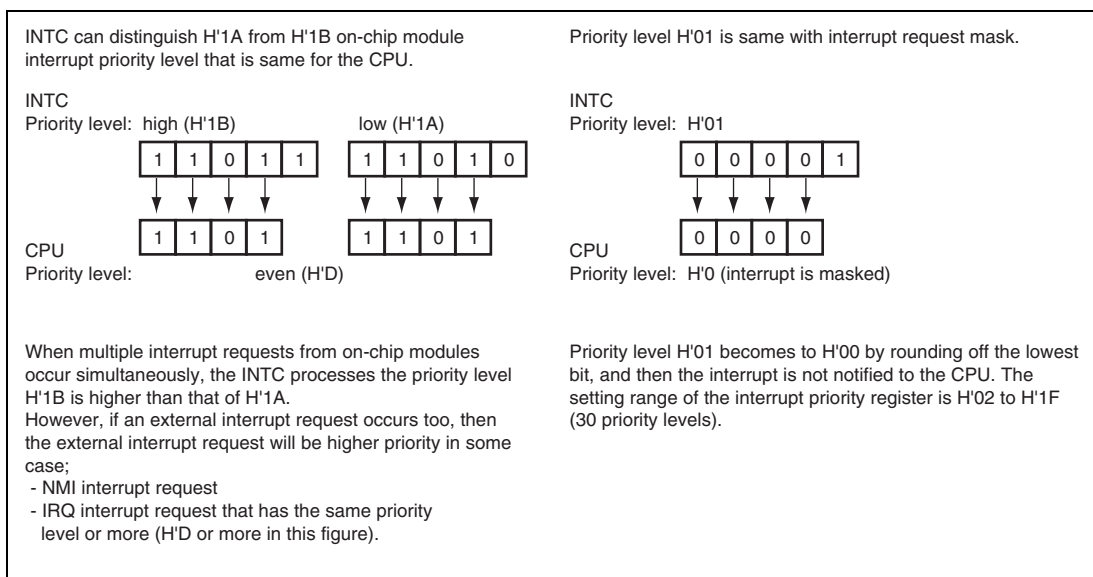 INTC can distinguish H'1A from H'1B on-chip module
interrupt priority level that is same for the CPU.
INTC
Priority level: high (H'1B) low (H'1A)
1 1 0 1 1 1 1 0 1 0
1 1 0 1 1 1 0 1
CPU
Priority level: even (H'D)
When multiple interrupt requests from on-chip modules
occur simultaneously, the INTC processes the priority level
H'1B is higher than that of H'1A.
However, if an external interrupt request occurs too, then
the external interrupt request will be higher priority in some
case;
- NMI interrupt request
- IRQ interrupt request that has the same priority
level or more (H'D or more in this figure).
Priority level H'01 is same with interrupt request mask.
INTC
Priority level: H'01
0 0 0 0 1
0 0 0 0
CPU
Priority level: H'0 (interrupt is masked)
Priority level H'01 becomes to H'00 by rounding off the lowest
bit, and then the interrupt is not notified to the CPU. The
setting range of the interrupt priority register is H'02 to H'1F
(30 priority levels).